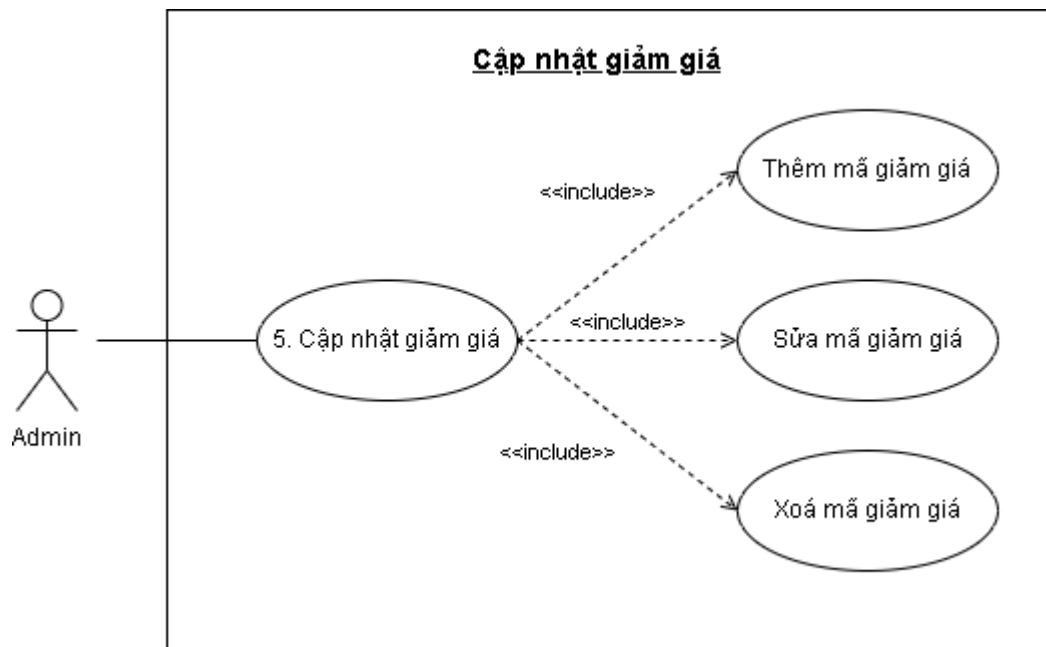 Cập nhật giảm giá
Thêm mã giảm giá
<<include>>
<<include>>
5. Cập nhật giảm giá
Sửa mã giảm giá
Admin
<<include>>
Xoá mã giảm giá